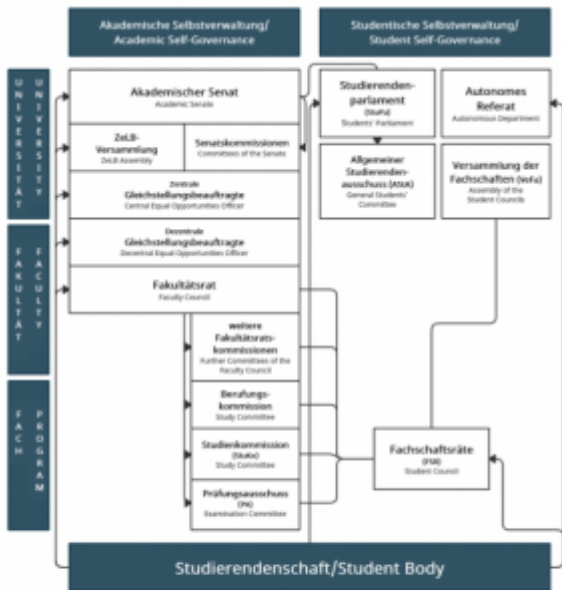 Akademische Selbstverwaltung/
Academic Self-Governance
Studentische Selbstverwaltung/
Student Self-Governance
UNIVERSITÄT
UNIVERSITY
Akademischer Senat
Academic Senate
Studierenden-
parlament
(StuPa)
Students' Parliament
Autonomes
Referat
Autonomous Department
ZeLB-
Versammlung
ZeLB Assembly
Senatskommissionen
Committees of the Senate
Allgemeiner
Studierenden-
ausschuss (AStA)
General Students'
Committee
Versammlung der
Fachschaften (VeFa)
Assembly of the
Student Councils
Zentrale
Gleichstellungsbeauftragte
Central Equal Opportunities Officer
FAKULTÄT
FACULTY
Dezentrale
Gleichstellungsbeauftragte
Decentral Equal Opportunities Officer
Fakultätsrat
Faculty Council
weitere
Fakultätsrats-
kommissionen
Further Committees of the
Faculty Council
FACH
PROGRAM
Berufungs-
kommission
Study Committee
Studienkommission
(StuKo)
Study Committee
Fachschaftsräte
(FSR)
Student Council
Prüfungsausschuss
(PA)
Examination Committee
Studierendenschaft/Student Body